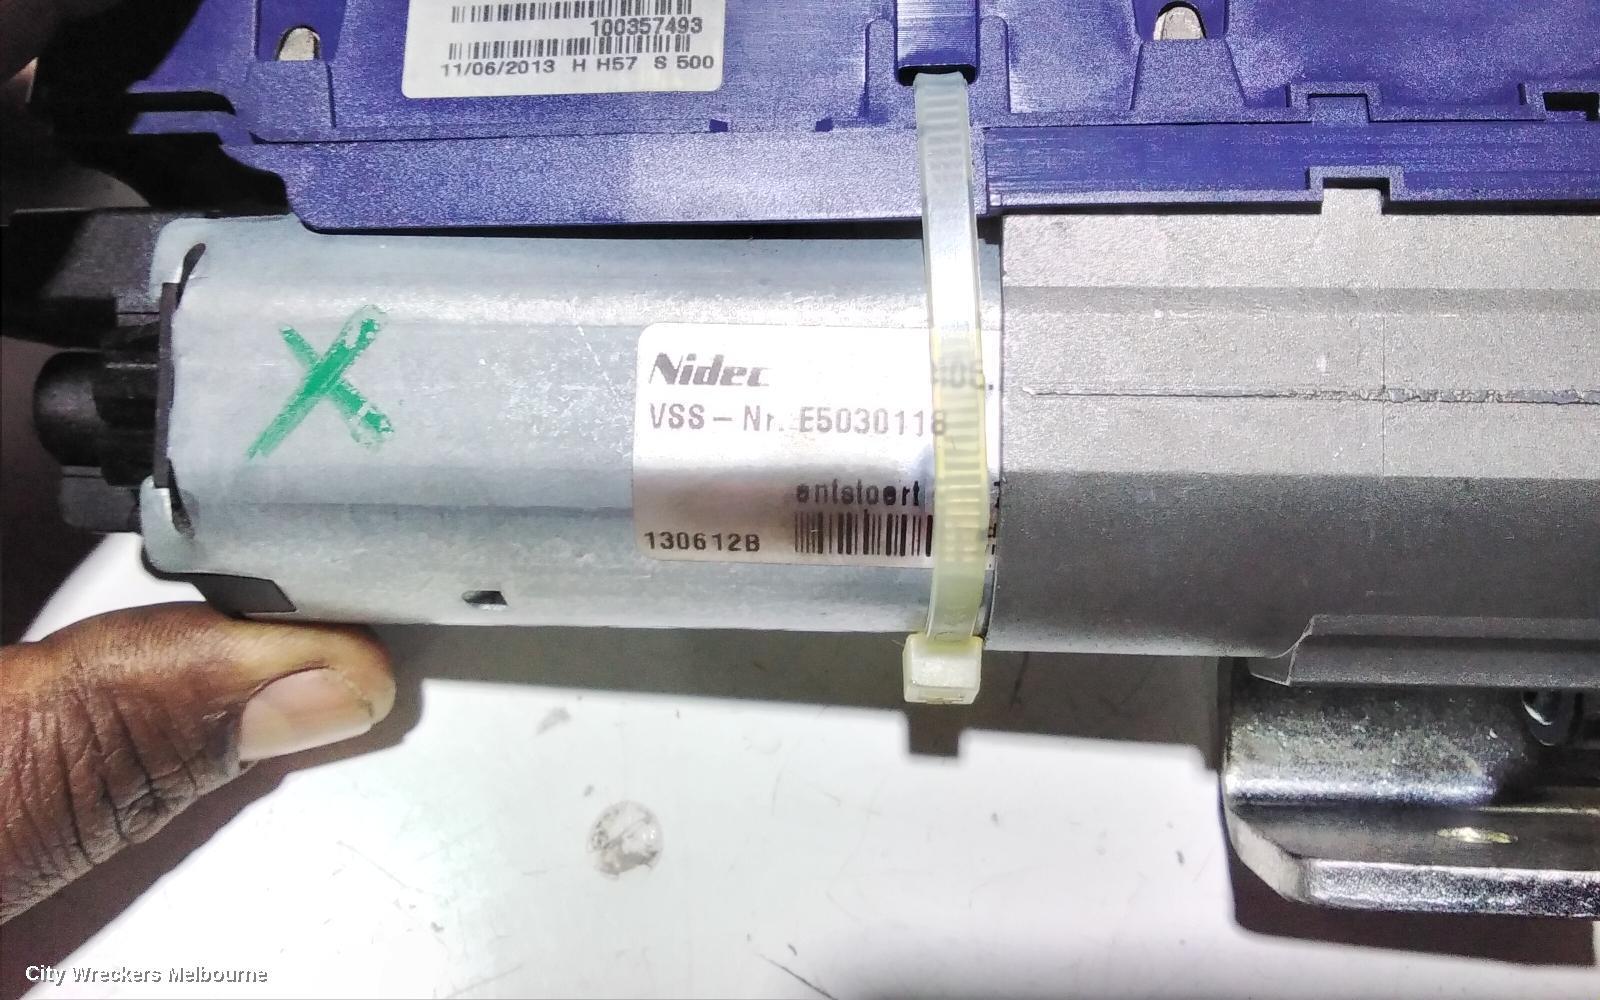 100357493
11/06/2013 H H57 S 500
Nidec
VSS – Nr. E5030118
entstoert
130612B
City Wreckers Melbourne